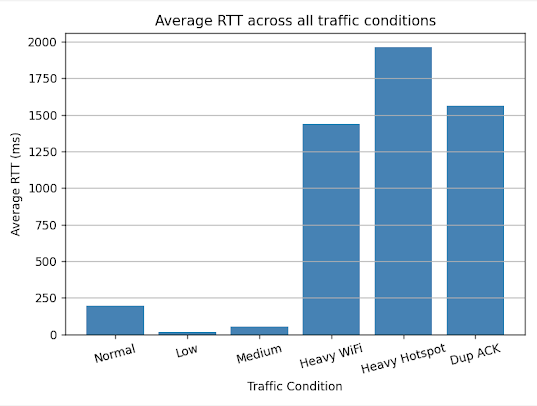 Average RTT across all traffic conditions
2000
1750
1500
1250
1000
750
500
250
0
Average RTT (ms)
Normal
Low
Medium
Heavy WiFi
Heavy Hotspot
Dup ACK
Traffic Condition